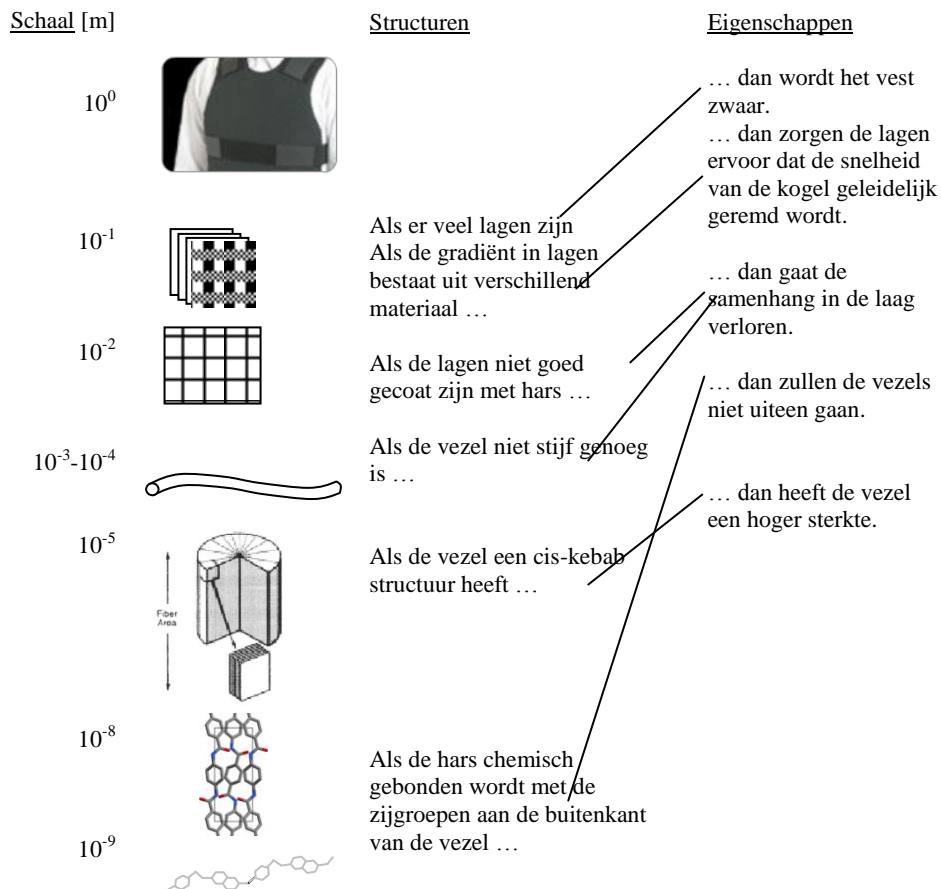 Schaal [m]
Structuren
Eigenschappen
10⁰
… dan wordt het vest
zwaar.
… dan zorgen de lagen
ervoor dat de snelheid
van de kogel geleidelijk
geremd wordt.
10⁻¹
Als er veel lagen zijn
Als de gradiënt in lagen
bestaat uit verschillend
materiaal …
… dan gaat de
samenhang in de laag
verloren.
10⁻²
Als de lagen niet goed
gecoat zijn met hars …
… dan zullen de vezels
niet uiteen gaan.
10⁻³-10⁻⁴
Als de vezel niet stijf genoeg
is …
… dan heeft de vezel
een hoger sterkte.
10⁻⁵
Fiber
Area
Als de vezel een cis-kebab
structuur heeft …
10⁻⁸
Als de hars chemisch
gebonden wordt met de
zijgroepen aan de buitenkant
van de vezel …
10⁻⁹